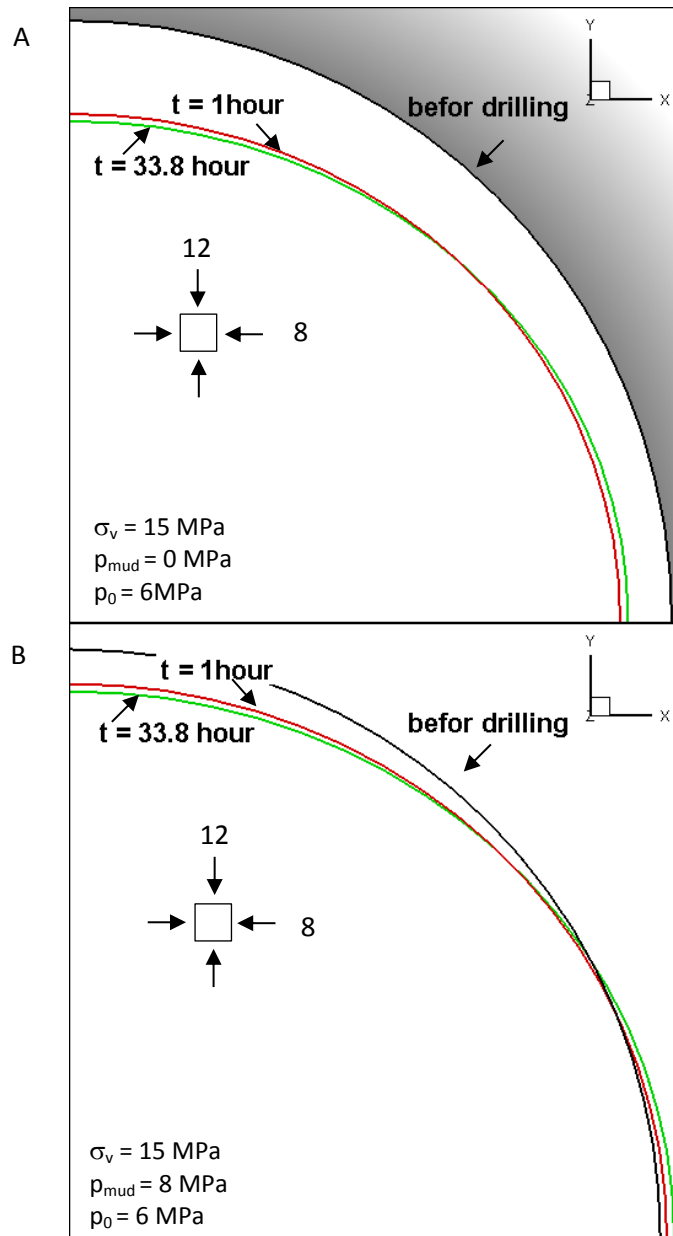 A
Y
Z
X
t = 1hour
befor drilling
t = 33.8 hour
12
8
σv = 15 MPa
pmud = 0 MPa
p0 = 6MPa
B
Y
Z
X
t = 1hour
t = 33.8 hour
befor drilling
12
8
σv = 15 MPa
pmud = 8 MPa
p0 = 6 MPa